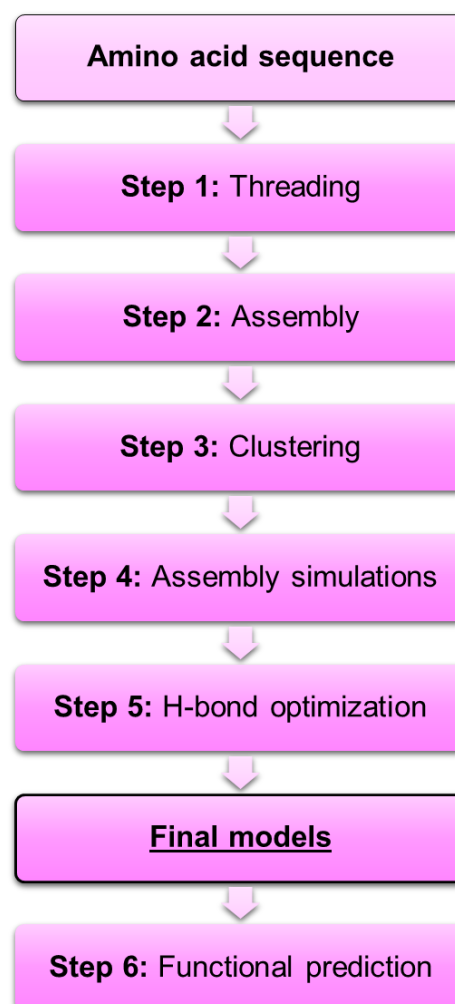 Amino acid sequence
Step 1: Threading
Step 2: Assembly
Step 3: Clustering
Step 4: Assembly simulations
Step 5: H-bond optimization
Final models
Step 6: Functional prediction